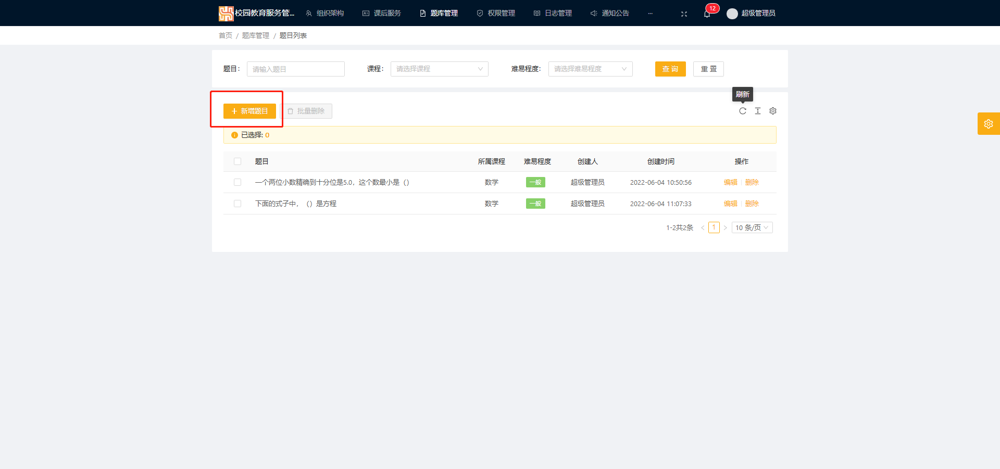 校园教育服务管... 组织架构 课后服务 题库管理 权限管理 日志管理 通知公告 ... 12 超级管理员
首页 / 题库管理 / 题目列表
题目： 请输入题目 课程： 请选择课程 难易程度： 请选择难易程度 查 询 重 置
刷新
新增题目 批量删除
已选择: 0
题目 所属课程 难易程度 创建人 创建时间 操作
一个两位小数精确到十分位是5.0，这个数最小是（） 数学 一般 超级管理员 2022-06-04 10:50:56 编辑 删除
下面的式子中，（）是方程 数学 一般 超级管理员 2022-06-04 11:07:33 编辑 删除
1-2共2条 < 1 > 10 条/页